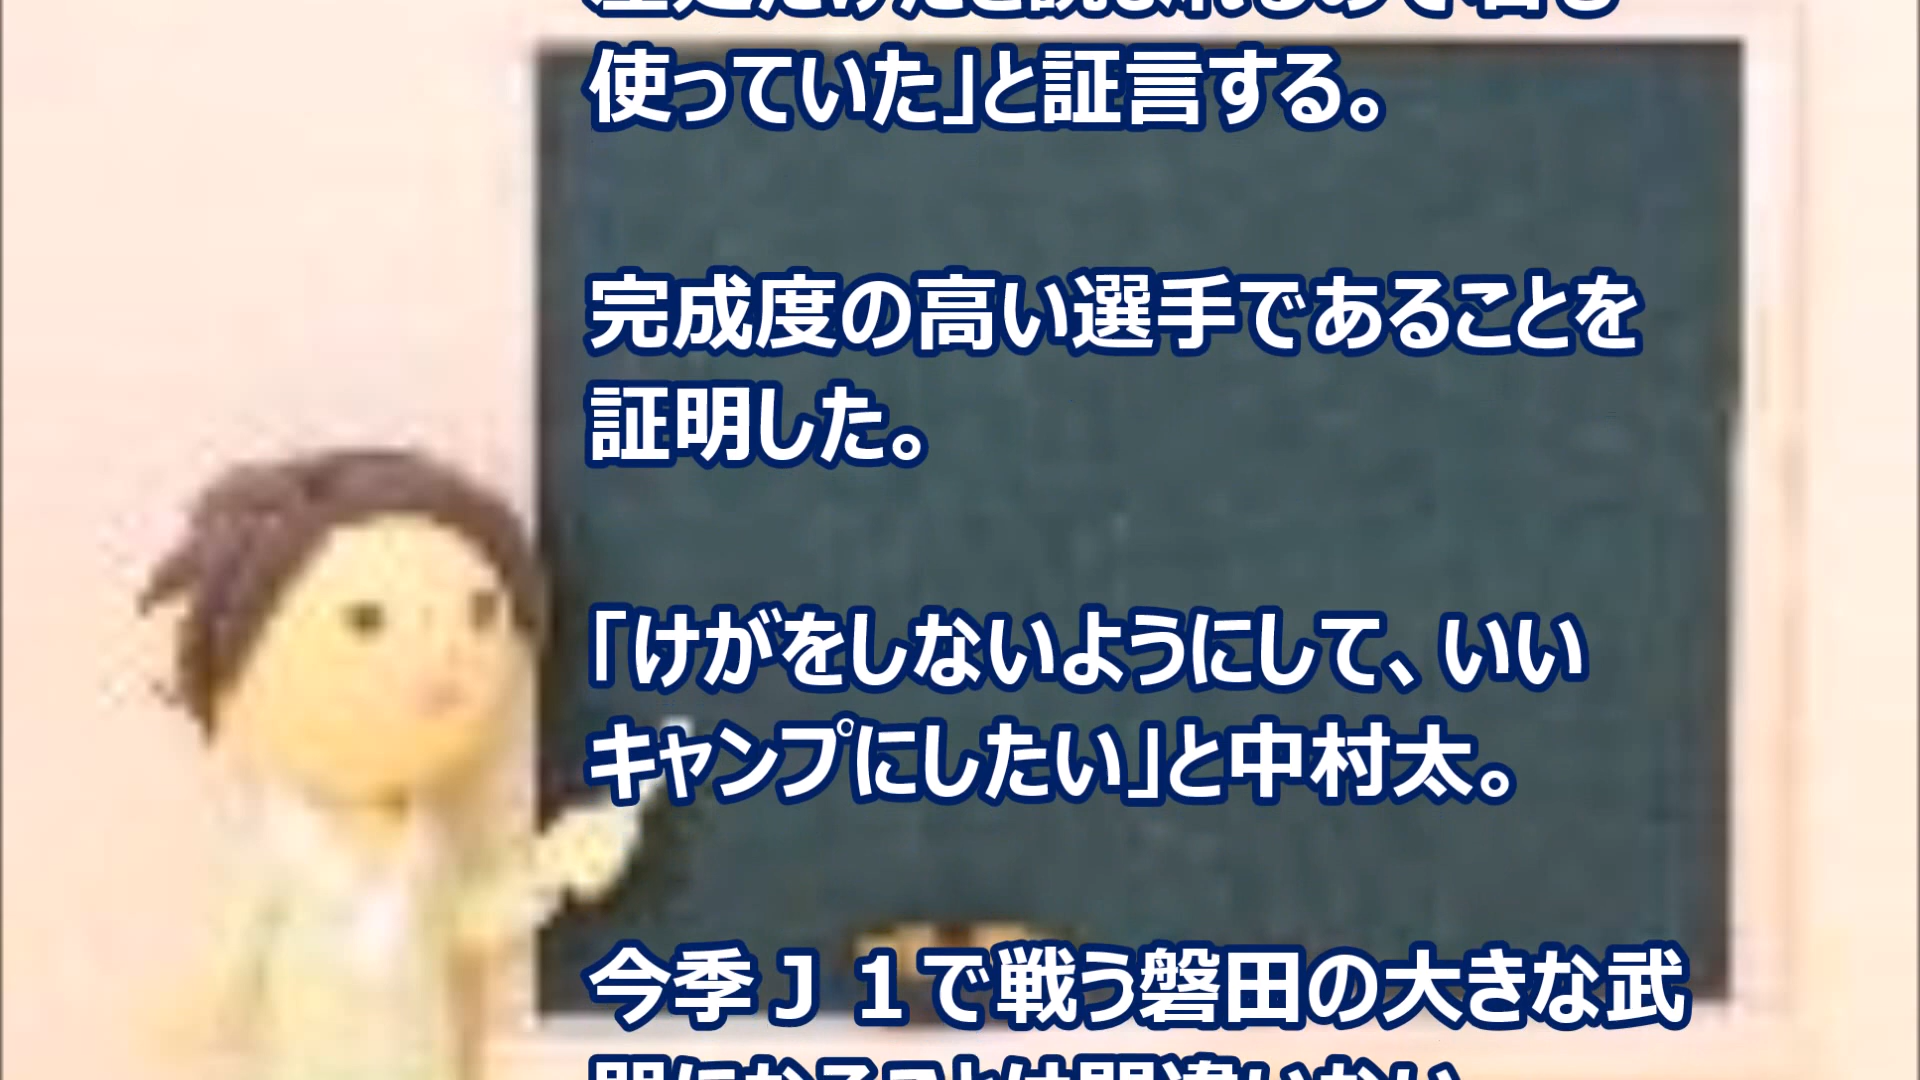 使っていた」と証言する。
完成度の高い選手であることを
証明した。
「けがをしないようにして、いい
キャンプにしたい」と中村太。
今季Ｊ１で戦う磐田の大きな武